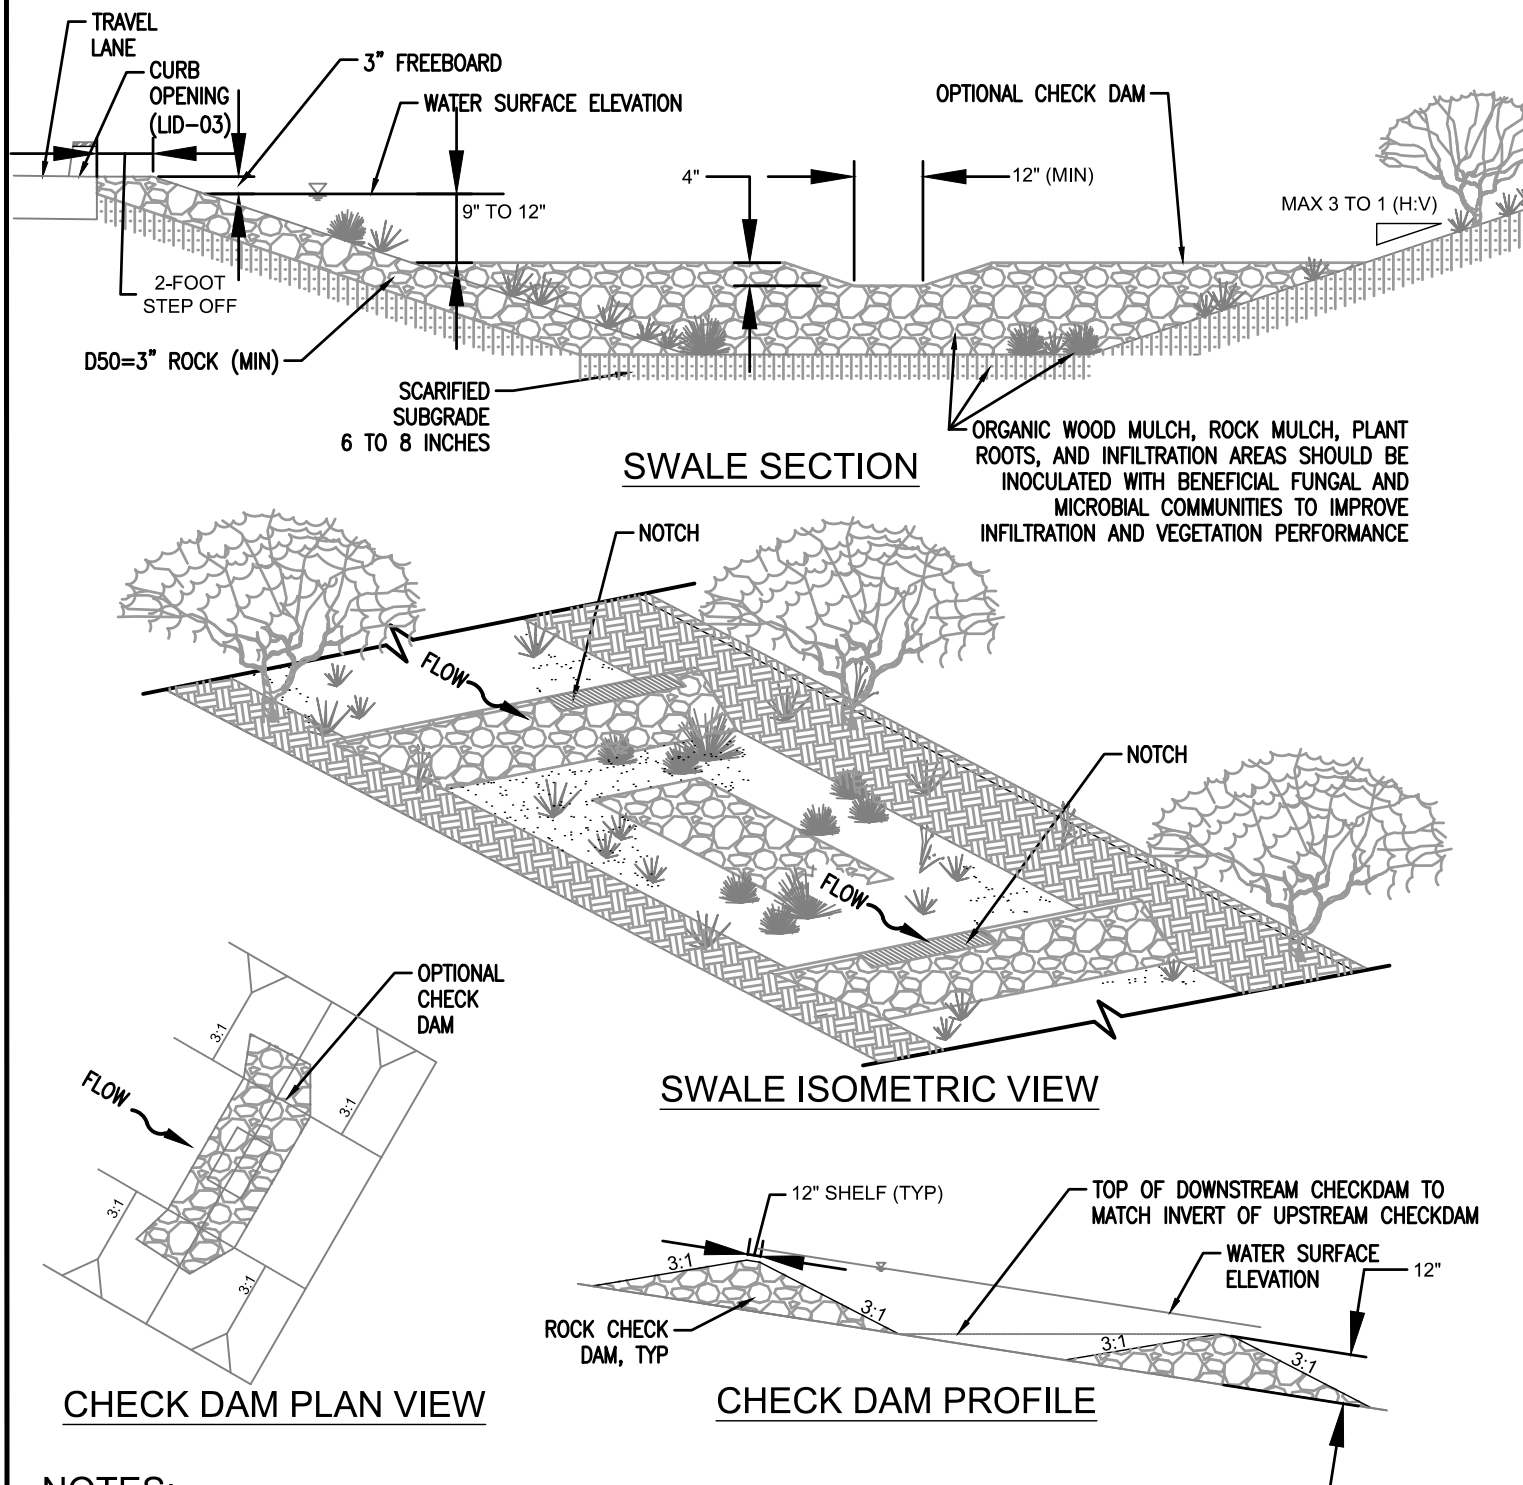 TRAVEL
LANE
CURB
OPENING
(LID-03)
3" FREEBOARD
WATER SURFACE ELEVATION
OPTIONAL CHECK DAM
4"
12" (MIN)
9" TO 12"
MAX 3 TO 1 (H:V)
2-FOOT
STEP OFF
D50=3" ROCK (MIN)
SCARIFIED
SUBGRADE
6 TO 8 INCHES
ORGANIC WOOD MULCH, ROCK MULCH, PLANT
ROOTS, AND INFILTRATION AREAS SHOULD BE
INOCULATED WITH BENEFICIAL FUNGAL AND
MICROBIAL COMMUNITIES TO IMPROVE
INFILTRATION AND VEGETATION PERFORMANCE
SWALE SECTION
NOTCH
FLOW
NOTCH
FLOW
SWALE ISOMETRIC VIEW
OPTIONAL
CHECK
DAM
3:1
3:1
FLOW
3:1
3:1
CHECK DAM PLAN VIEW
12" SHELF (TYP)
TOP OF DOWNSTREAM CHECKDAM TO
MATCH INVERT OF UPSTREAM CHECKDAM
WATER SURFACE
ELEVATION
12"
3:1
3:1
ROCK CHECK
DAM, TYP
3:1
3:1
CHECK DAM PROFILE
NOTES: